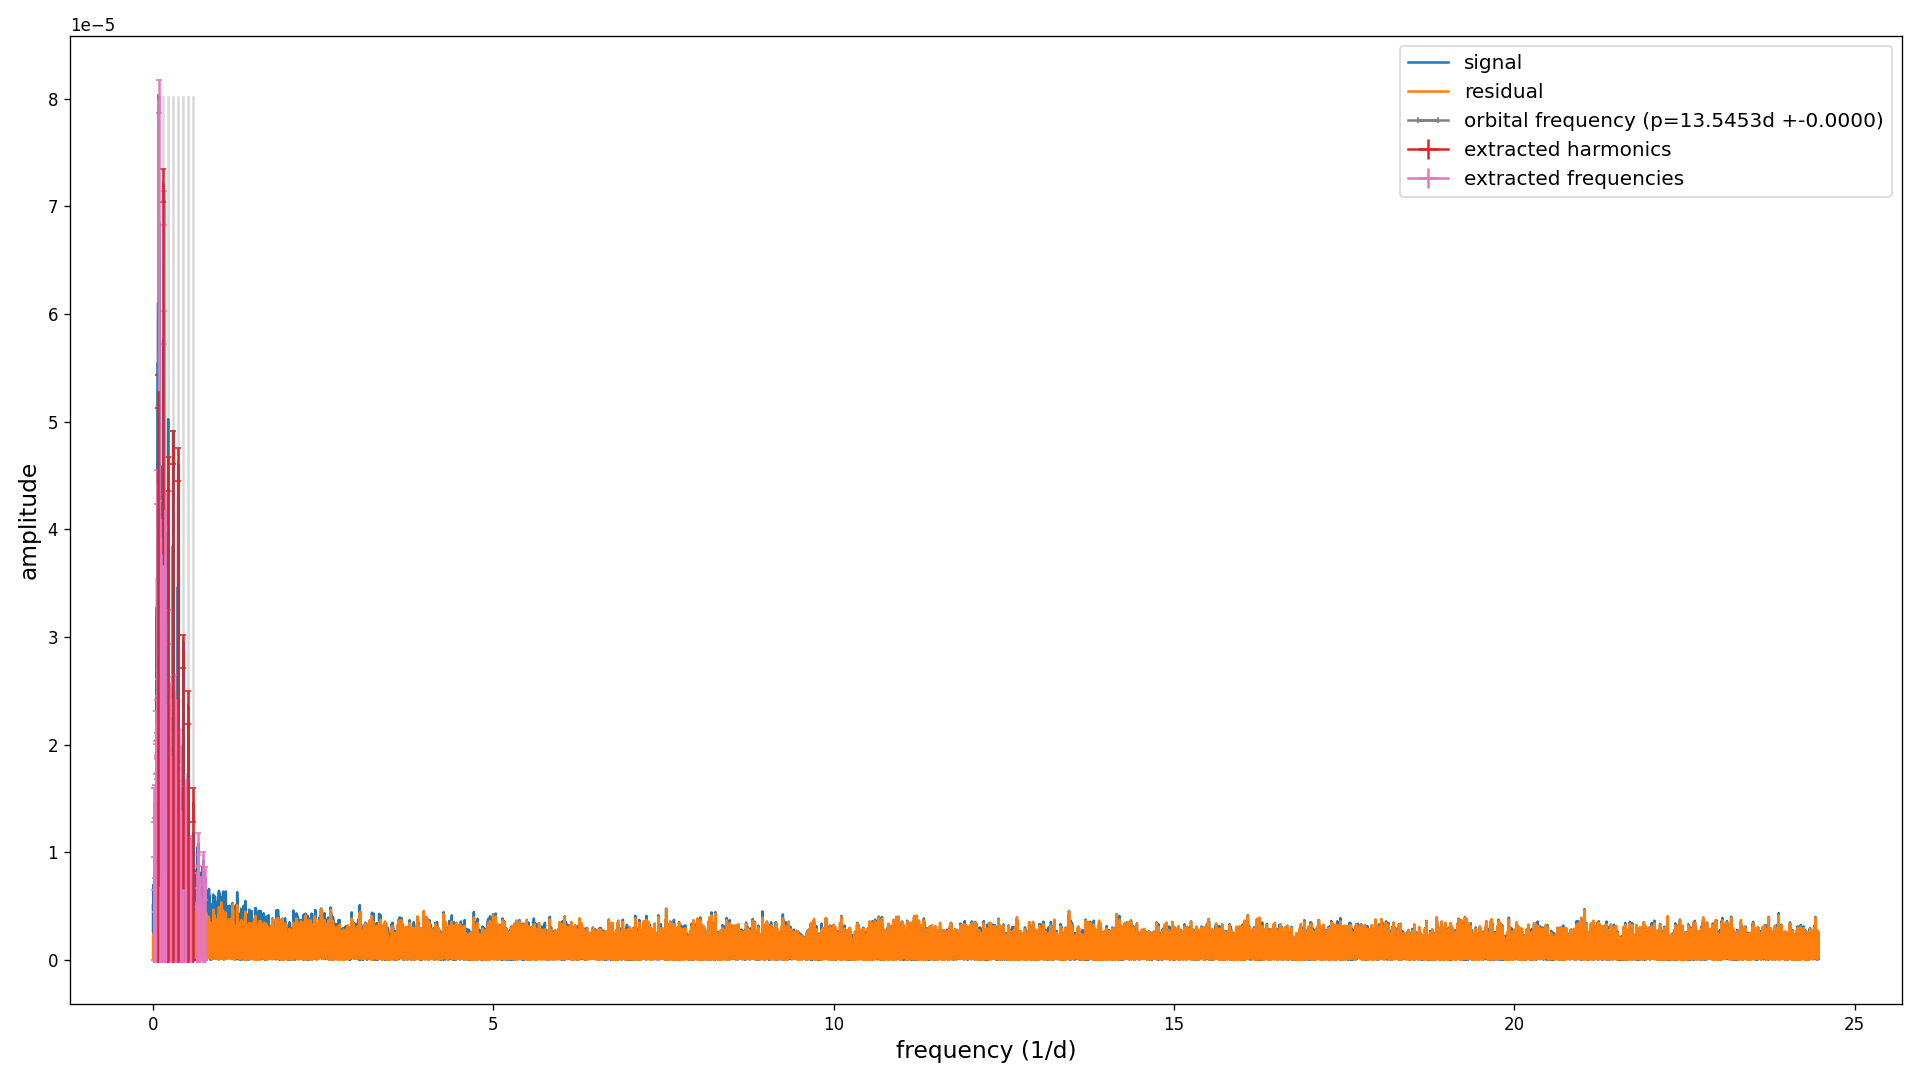 1e−5
8
7
6
5
4
3
2
1
0
amplitude
0 5 10 15 20 25
frequency (1/d)
signal
residual
orbital frequency (p=13.5453d +-0.0000)
extracted harmonics
extracted frequencies